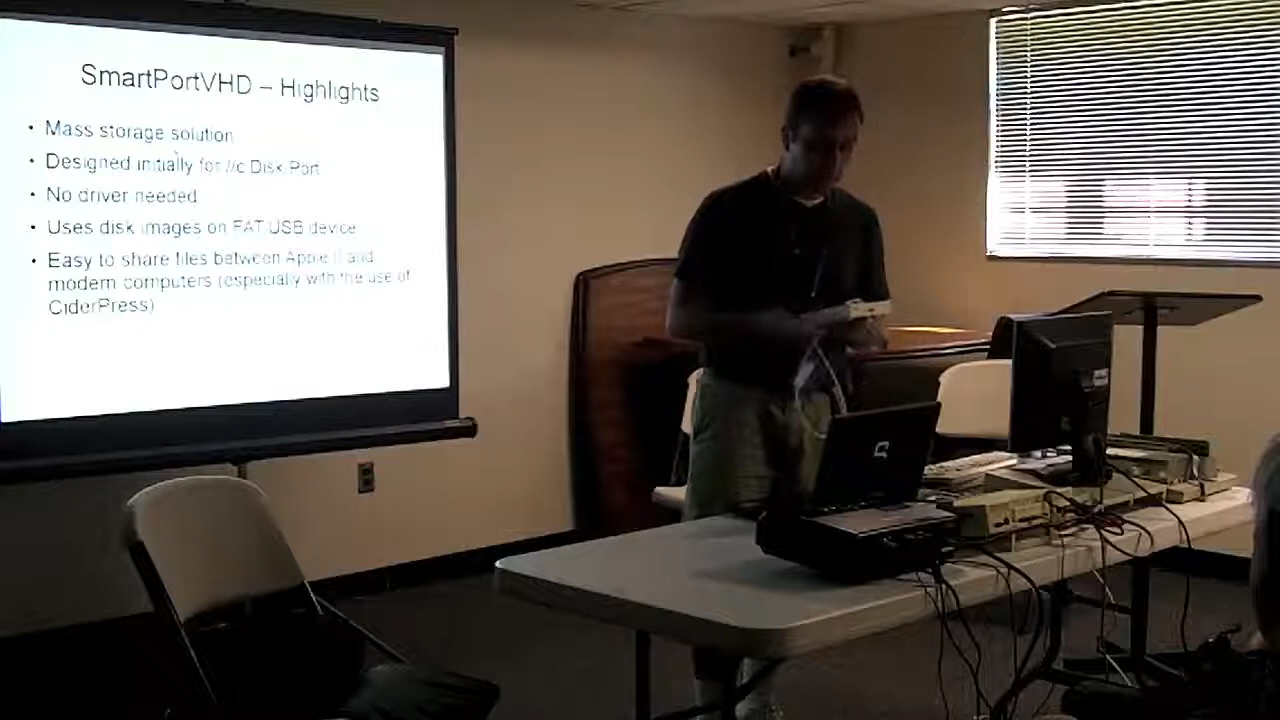 SmartPortVHD – Highlights
• Mass storage solution
• Designed initially for //c Disk Port
• No driver needed
• Uses disk images on FAT USB device
• Easy to share files between Apple II and
modern computers (especially with the use of
CiderPress)